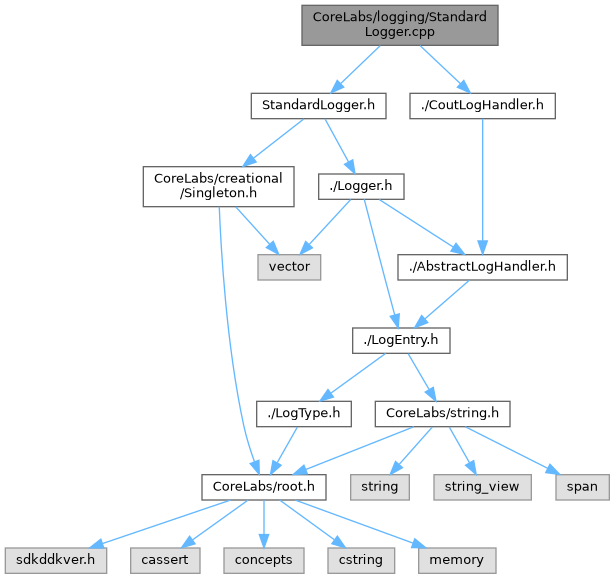 CoreLabs/logging/Standard
Logger.cpp
StandardLogger.h
./CoutLogHandler.h
CoreLabs/creational
/Singleton.h
./Logger.h
vector
./AbstractLogHandler.h
./LogEntry.h
./LogType.h
CoreLabs/string.h
CoreLabs/root.h
string
string_view
span
sdkddkver.h
cassert
concepts
cstring
memory